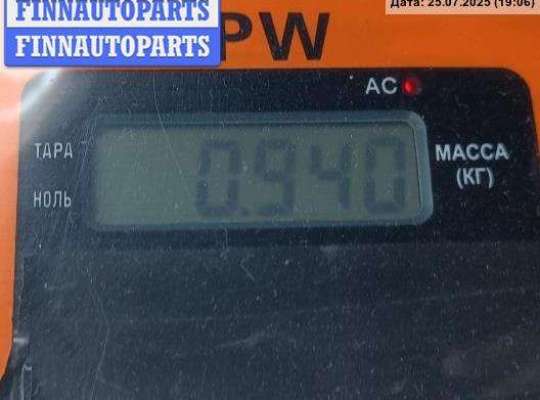 FINNAUTOPARTS
FINNAUTOPARTS
Дата: 25.07.2025 (19:06)
PW
AC
ТАРА
НОЛЬ
0.940
МАССА
(КГ)